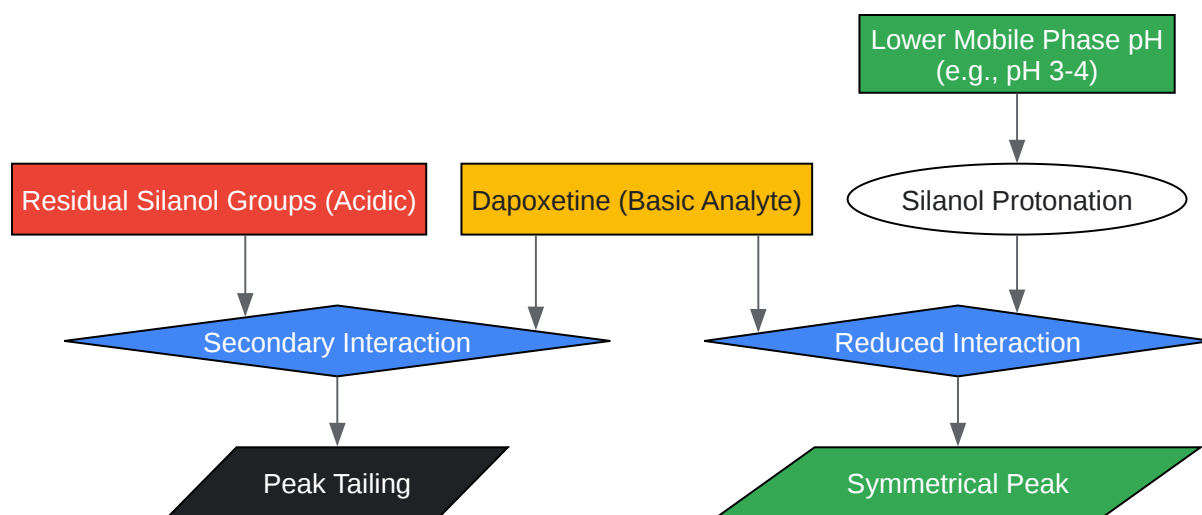 Lower Mobile Phase pH
(e.g., pH 3-4)
Residual Silanol Groups (Acidic)
Dapoxetine (Basic Analyte)
Silanol Protonation
Secondary Interaction
Reduced Interaction
Peak Tailing
Symmetrical Peak